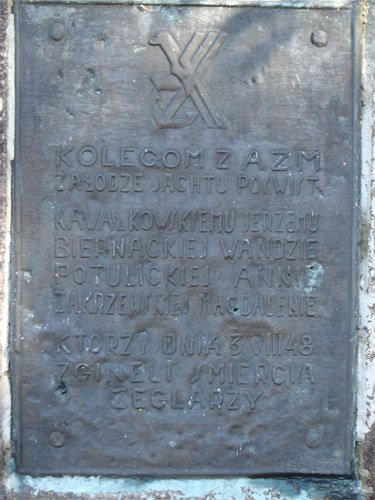 KOLEGOM Z AZM
ZAŁODZE JACHTU POŚWIST
KAWAŁKOWSKIEMU JERZEMU
BIERNACKIEJ WANDZIE
POTULICKIEJ ANNIE
ZAKRZEWSKIEJ MAGDALENIE
KTÓRZY DNIA 3 VIII 48
ZGINĘLI ŚMIERCIĄ
ŻEGLARZY